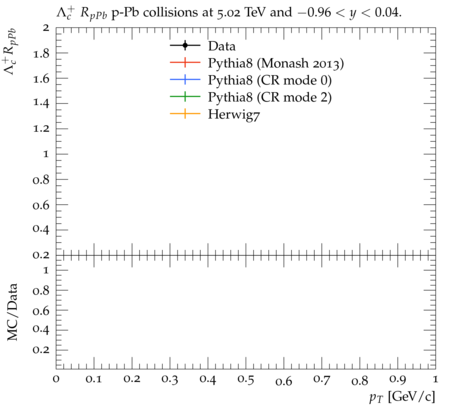 Λc+ RpPb p-Pb collisions at 5.02 TeV and −0.96 < y < 0.04.
Λc+ RpPb
2
1.8
1.6
1.4
1.2
1
0.8
0.6
0.4
0.2
Data
Pythia8 (Monash 2013)
Pythia8 (CR mode 0)
Pythia8 (CR mode 2)
Herwig7
MC/Data
1
0.8
0.6
0.4
0.2
0 0.1 0.2 0.3 0.4 0.5 0.6 0.7 0.8 0.9 1
pT [GeV/c]